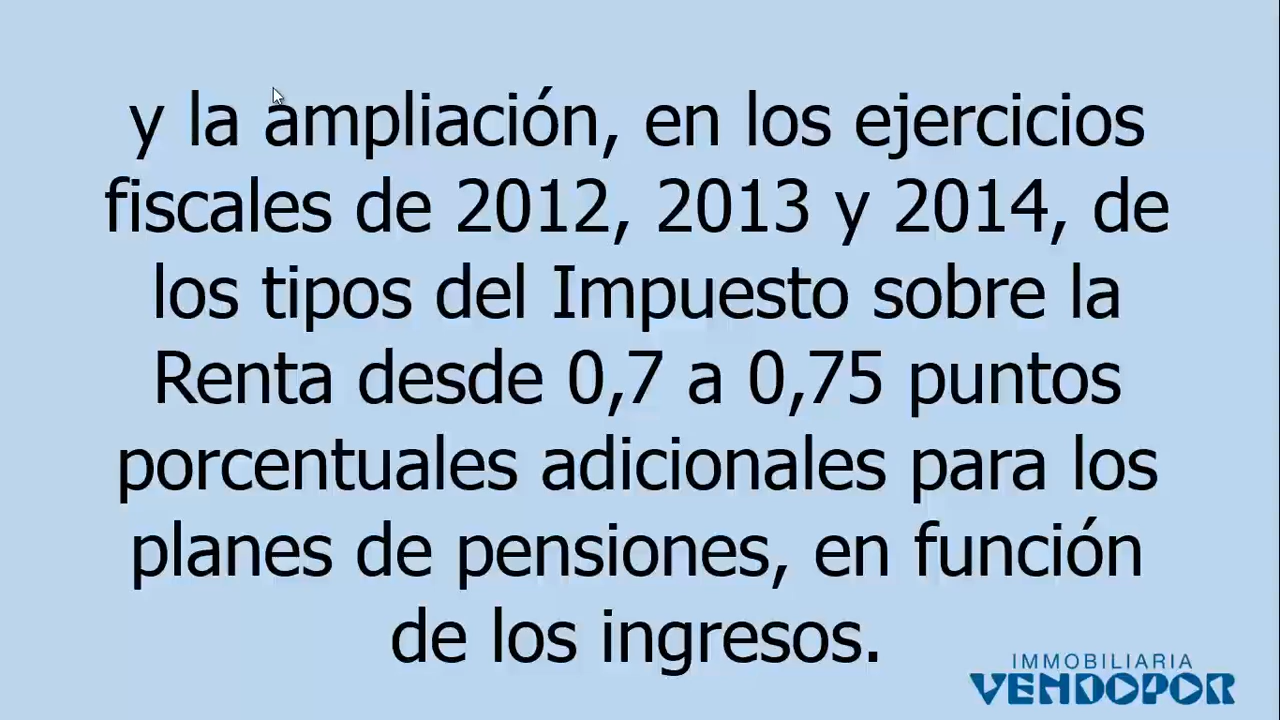 y la ampliación, en los ejercicios
fiscales de 2012, 2013 y 2014, de
los tipos del Impuesto sobre la
Renta desde 0,7 a 0,75 puntos
porcentuales adicionales para los
planes de pensiones, en función
de los ingresos.
IMMOBILIARIA
VENDOPOR